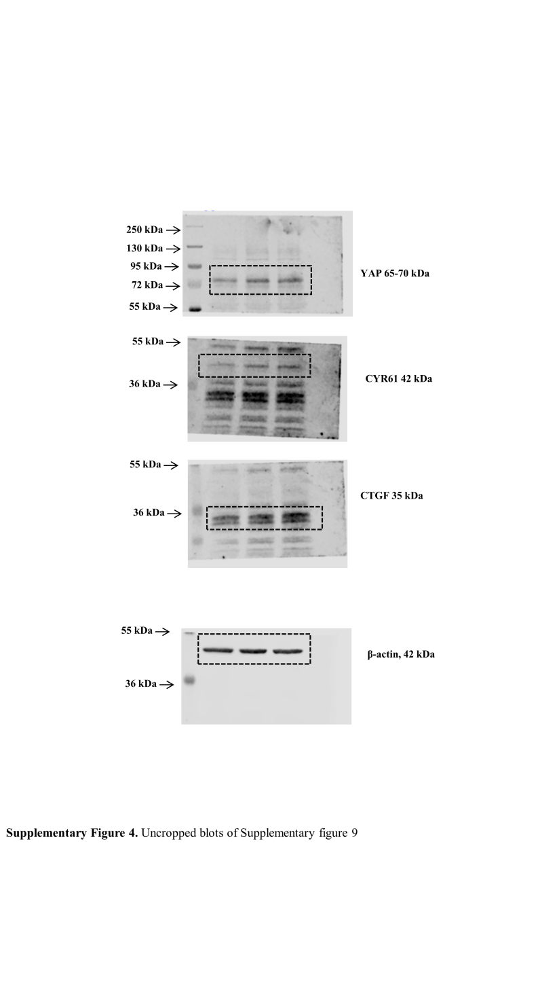 250 kDa
130 kDa
95 kDa
72 kDa
55 kDa
YAP 65-70 kDa
55 kDa
36 kDa
CYR61 42 kDa
55 kDa
36 kDa
CTGF 35 kDa
55 kDa
36 kDa
β-actin, 42 kDa
Supplementary Figure 4. Uncropped blots of Supplementary figure 9